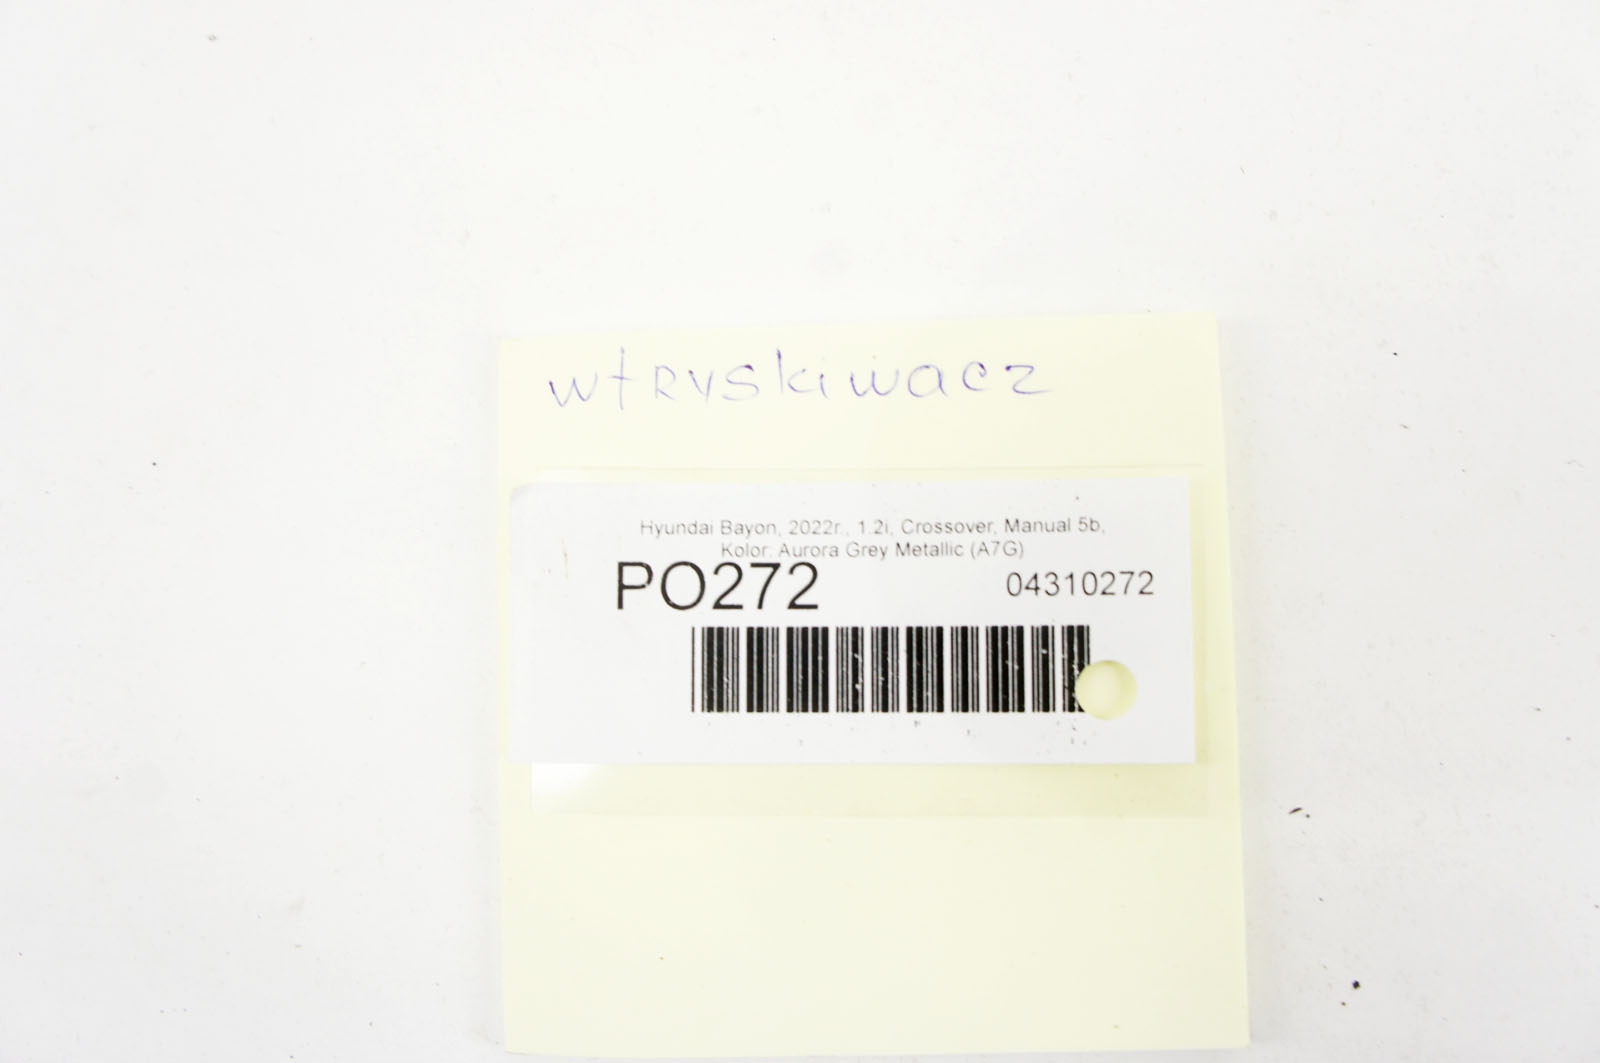 wtRyskiwacz
Hyundai Bayon, 2022r., 1.2i, Crossover, Manual 5b,
Kolor: Aurora Grey Metallic (A7G)
PO272
04310272